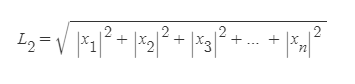 L₂ = √ |x₁|² + |x₂|² + |x₃|² + ... + |xₙ|²